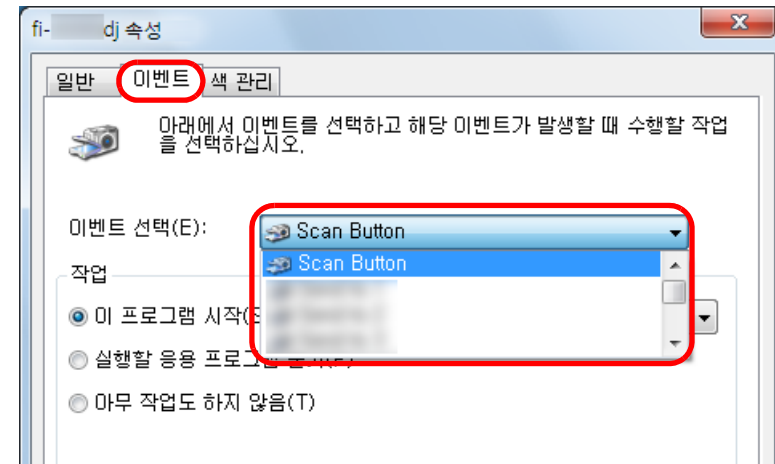 fi- dj 속성
일반 이벤트 색 관리
아래에서 이벤트를 선택하고 해당 이벤트가 발생할 때 수행할 작업
을 선택하십시오.
이벤트 선택(E): Scan Button
Scan Button
작업
이 프로그램 시작(S
실행할 응용 프로그램
아무 작업도 하지 않음(T)